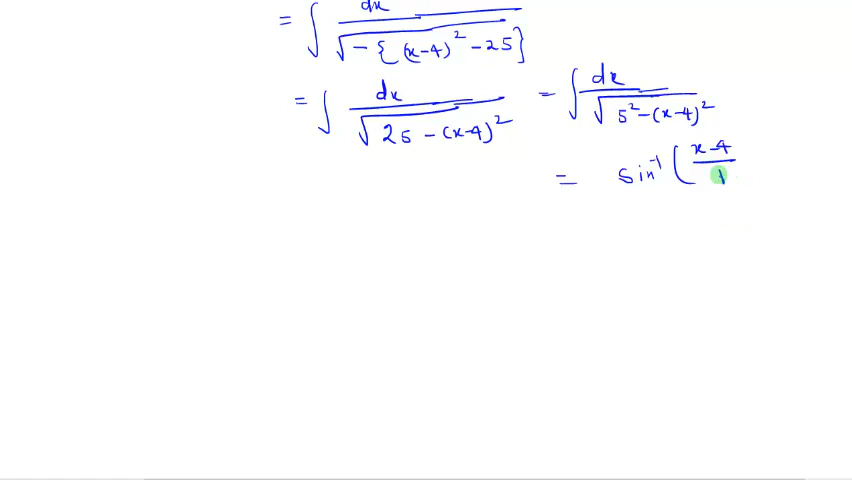 = ∫ dx / √-{(x-4)² - 25}
= ∫ dx / √25 - (x-4)² = ∫ dx / √5² - (x-4)²
= sin⁻¹ ( x-4 /